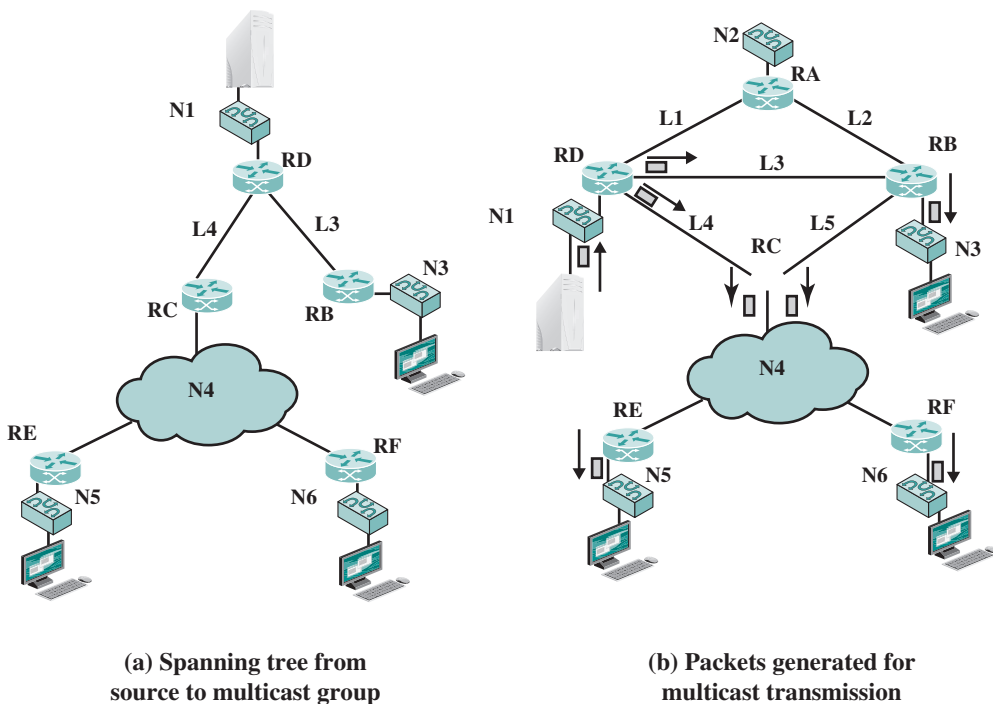 N1
RD
L4
L3
N3
RC
RB
N4
RE
RF
N5
N6
(a) Spanning tree from
source to multicast group
N2
RA
L1
L2
RD
L3
RB
N1
L4
RC
L5
N3
N4
RE
RF
N5
N6
(b) Packets generated for
multicast transmission